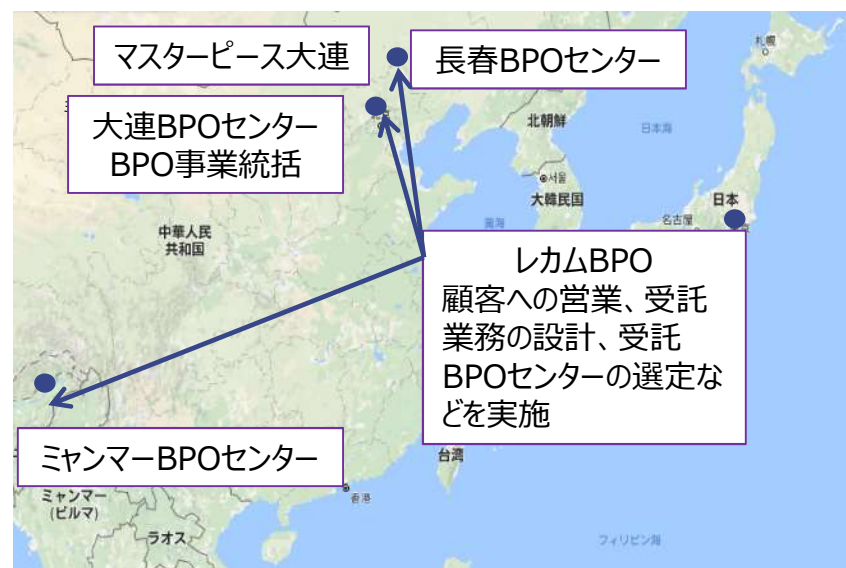 マスターピース大連
長春BPOセンター
札幌
大連BPOセンター
BPO事業統括
北朝鮮
日本海
서울
大韓民国
日本
名古屋
黄海
中華人民
共和国
レカムBPO
顧客への営業、受託
業務の設計、受託
BPOセンターの選定な
どを実施
ミャンマーBPOセンター
台湾
香港
ミャンマー
(ビルマ)
ラオス
フィリピン海